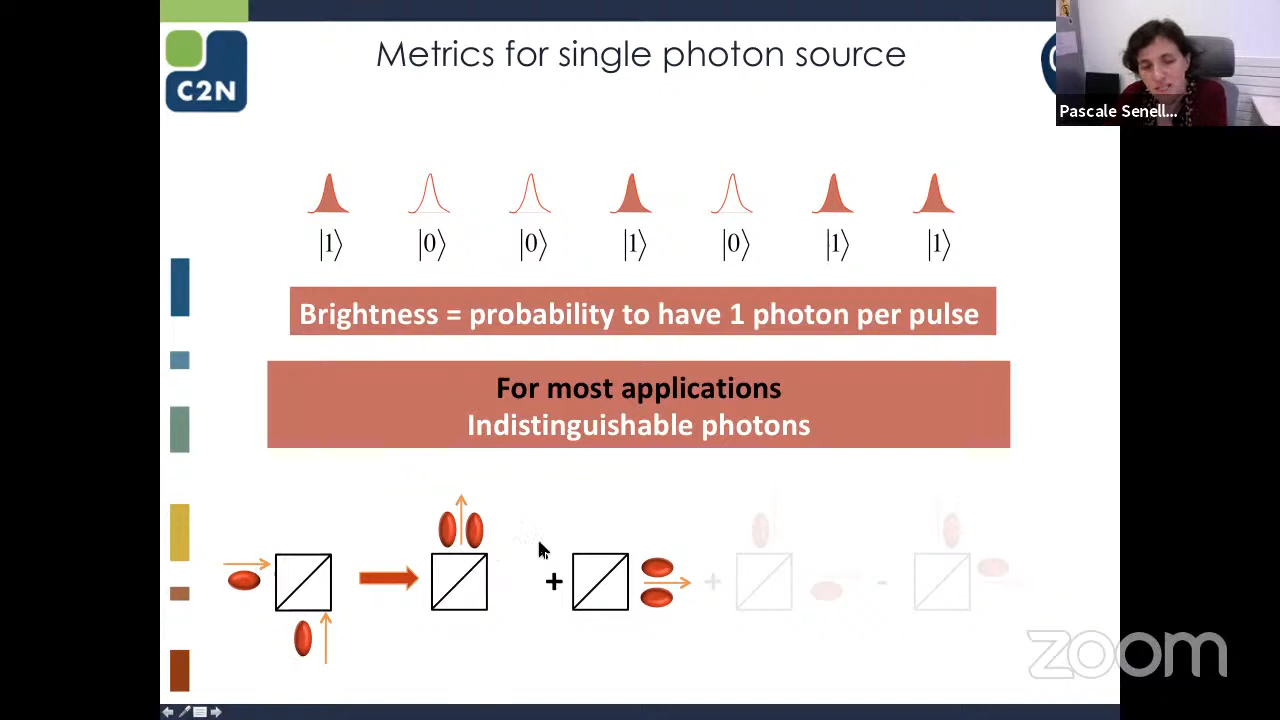 Metrics for single photon source
C2N
Pascale Senell...
|1⟩ |0⟩ |0⟩ |1⟩ |0⟩ |1⟩ |1⟩
Brightness = probability to have 1 photon per pulse
For most applications
Indistinguishable photons
+ + -
zoom